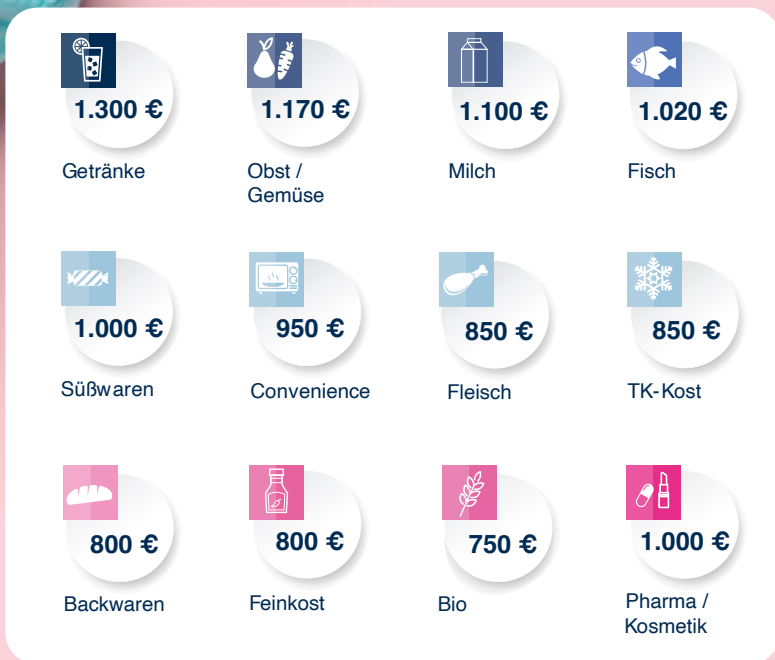 1.300 €
Getränke
1.170 €
Obst /
Gemüse
1.100 €
Milch
1.020 €
Fisch
1.000 €
Süßwaren
950 €
Convenience
850 €
Fleisch
850 €
TK-Kost
800 €
Backwaren
800 €
Feinkost
750 €
Bio
1.000 €
Pharma /
Kosmetik